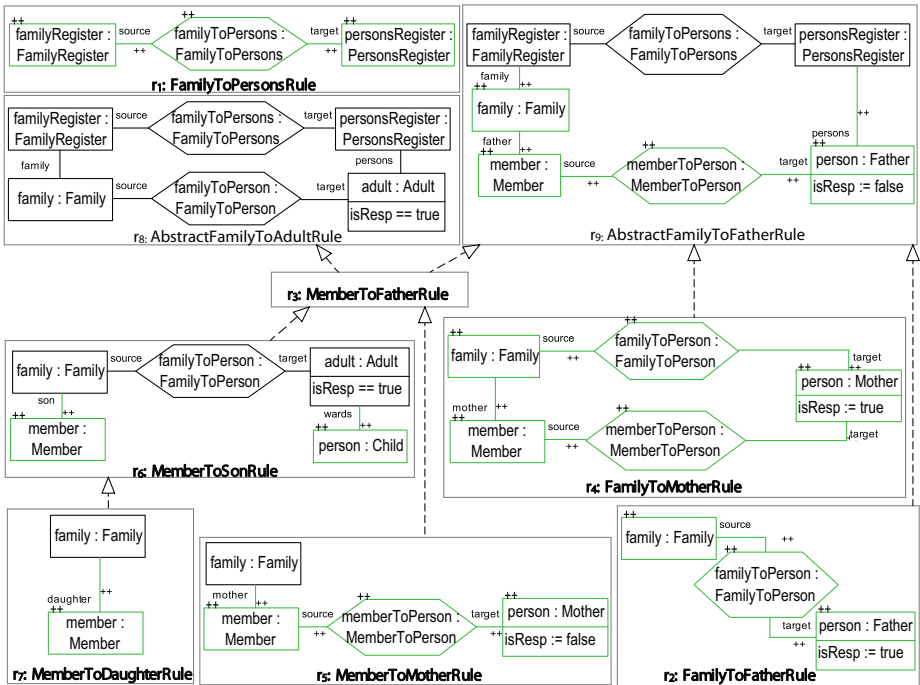 ++
familyRegister :
FamilyRegister
source
++
++
familyToPersons :
FamilyToPersons
target
++
++
personsRegister :
PersonsRegister
r1: FamilyToPersonsRule
familyRegister :
FamilyRegister
source
familyToPersons :
FamilyToPersons
target
personsRegister :
PersonsRegister
family
persons
family : Family
source
familyToPerson :
FamilyToPerson
target
adult : Adult
isResp == true
r8: AbstractFamilyToAdultRule
familyRegister :
FamilyRegister
source
familyToPersons :
FamilyToPersons
target
personsRegister :
PersonsRegister
family
++
++
family : Family
father
++
++
++
member :
Member
source
++
++
memberToPerson :
MemberToPerson
target
++
persons
++
++
person : Father
isResp := false
r9: AbstractFamilyToFatherRule
r3: MemberToFatherRule
family : Family
source
familyToPerson :
FamilyToPerson
target
adult : Adult
isResp == true
son
++
++
member :
Member
wards
++
++
person : Child
r6: MemberToSonRule
++
family : Family
source
++
++
familyToPerson :
FamilyToPerson
target
++
++
person : Mother
isResp := true
mother
++
++
member :
Member
source
++
++
memberToPerson :
MemberToPerson
target
r4: FamilyToMotherRule
family : Family
daughter
++
++
member :
Member
r7: MemberToDaughterRule
family : Family
mother
++
++
member :
Member
source
++
++
memberToPerson :
MemberToPerson
target
++
++
person : Mother
isResp := false
r5: MemberToMotherRule
++
family : Family
source
++
++
familyToPerson :
FamilyToPerson
target
++
++
person : Father
isResp := true
r2: FamilyToFatherRule